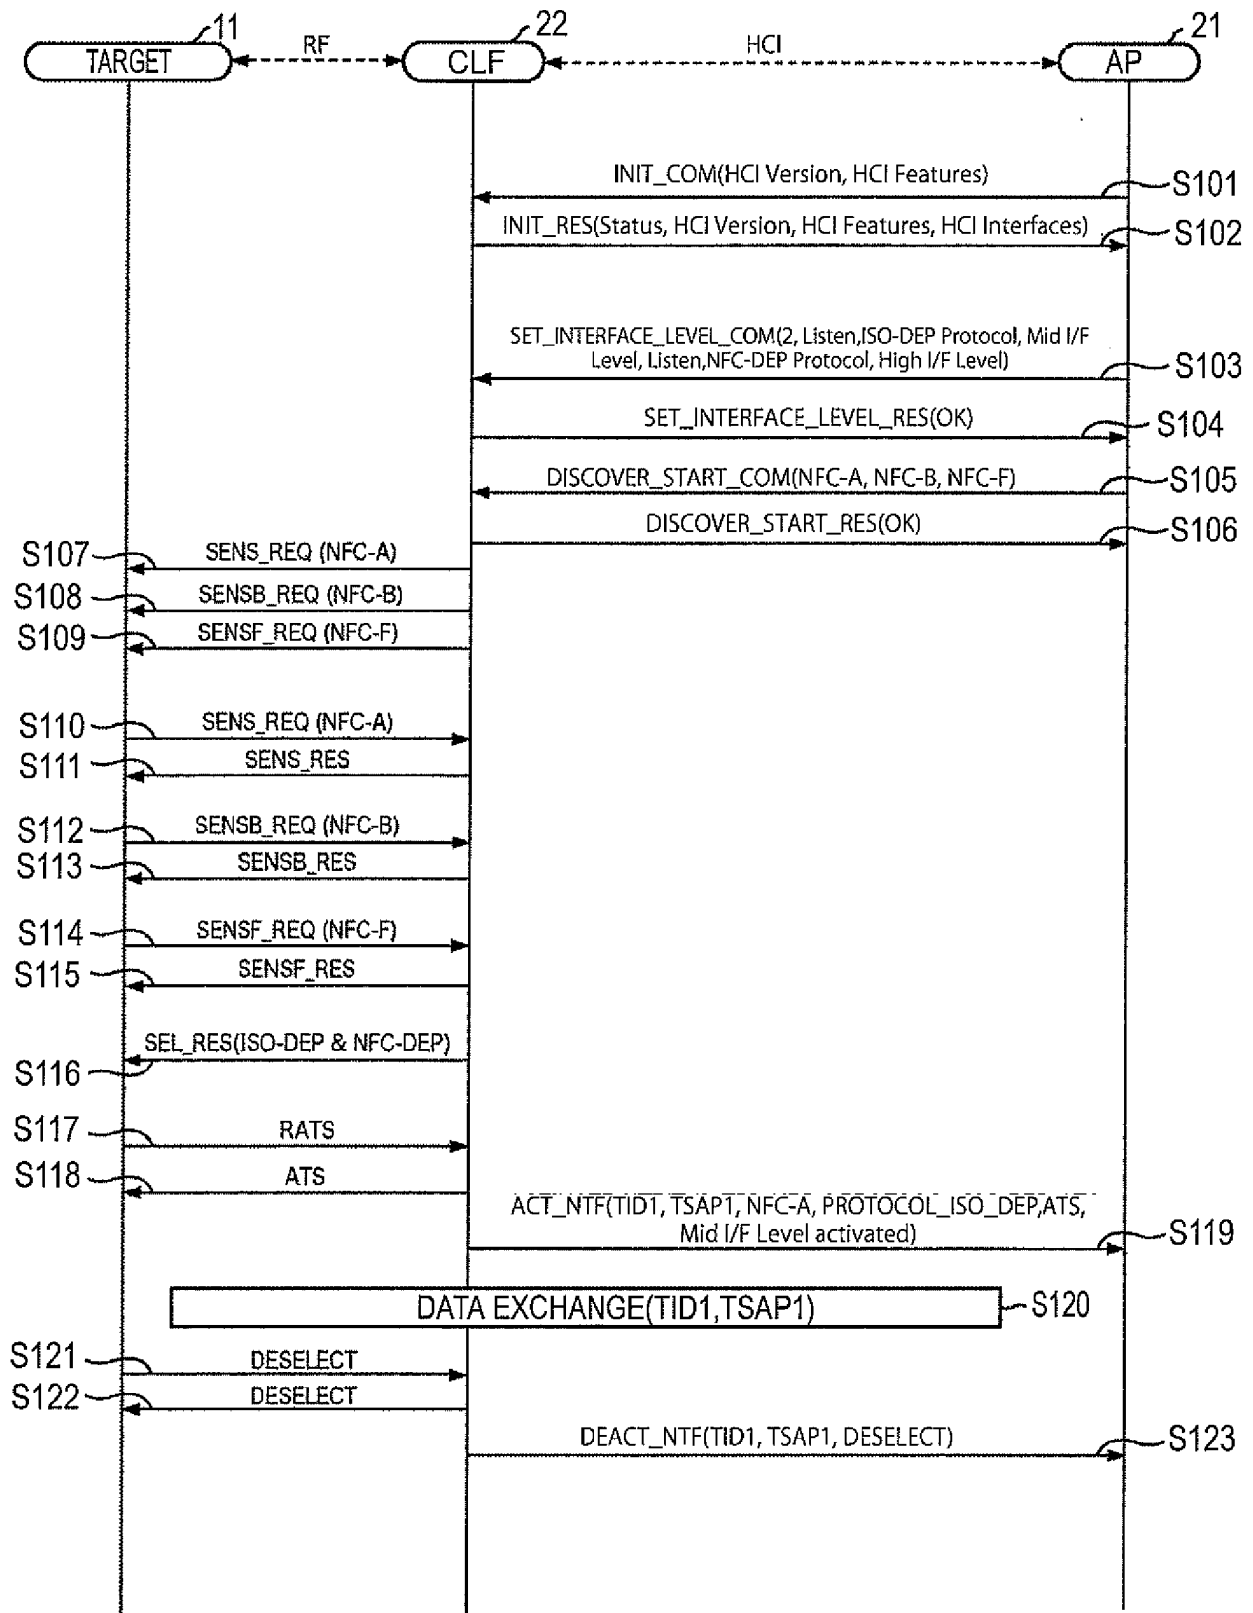 11
22
21
RF
HCI
TARGET
CLF
AP
INIT_COM(HCI Version, HCI Features)
S101
INIT_RES(Status, HCI Version, HCI Features, HCI Interfaces)
S102
SET_INTERFACE_LEVEL_COM(2, Listen,ISO-DEP Protocol, Mid I/F
Level, Listen,NFC-DEP Protocol, High I/F Level)
S103
SET_INTERFACE_LEVEL_RES(OK)
S104
DISCOVER_START_COM(NFC-A, NFC-B, NFC-F)
S105
DISCOVER_START_RES(OK)
S106
S107
SENS_REQ (NFC-A)
S108
SENSB_REQ (NFC-B)
S109
SENSF_REQ (NFC-F)
S110
SENS_REQ (NFC-A)
S111
SENS_RES
S112
SENSB_REQ (NFC-B)
S113
SENSB_RES
S114
SENSF_REQ (NFC-F)
S115
SENSF_RES
SEL_RES(ISO-DEP & NFC-DEP)
S116
S117
RATS
S118
ATS
ACT_NTF(TID1, TSAP1, NFC-A, PROTOCOL_ISO_DEP,ATS,
Mid I/F Level activated)
S119
DATA EXCHANGE(TID1,TSAP1)
S120
S121
DESELECT
S122
DESELECT
DEACT_NTF(TID1, TSAP1, DESELECT)
S123